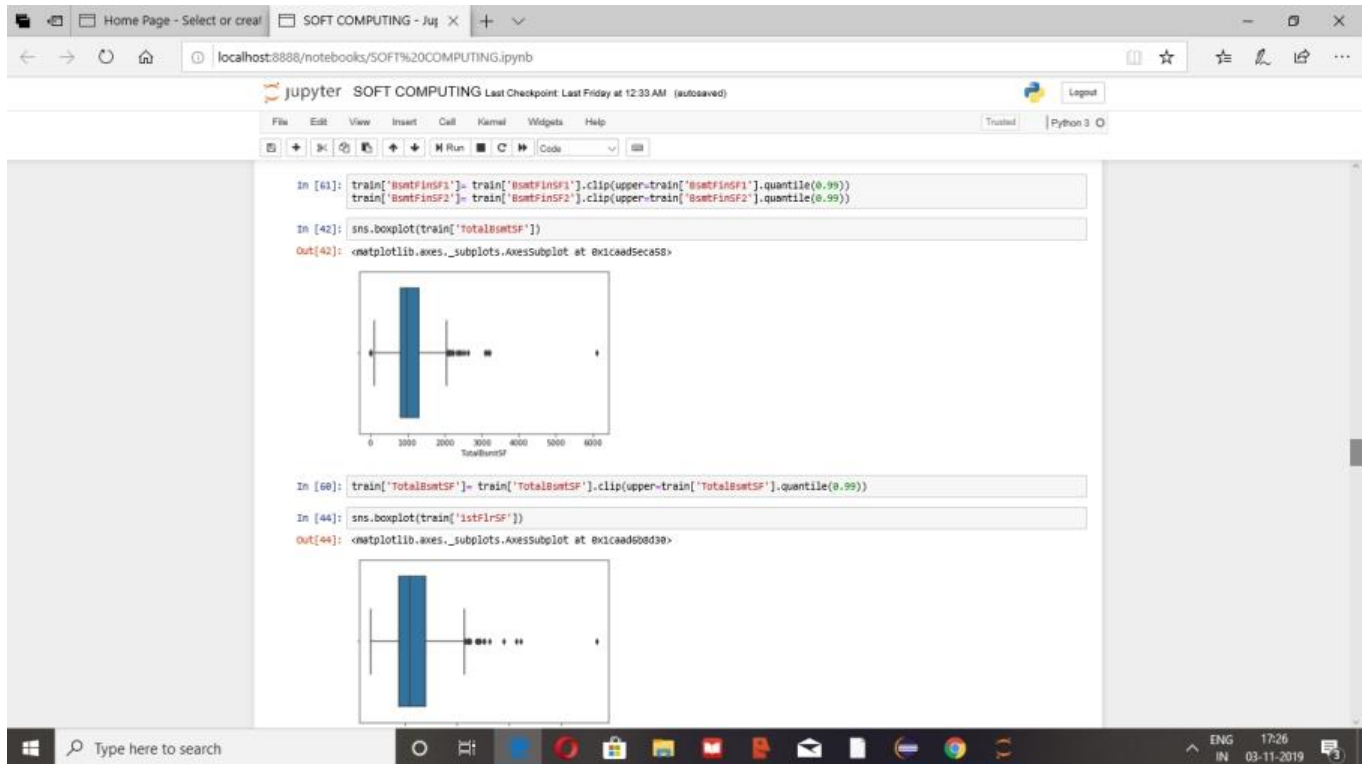 Home Page - Select or creat
SOFT COMPUTING - Jup
localhost:8888/notebooks/SOFT%20COMPUTING.ipynb
jupyter SOFT COMPUTING Last Checkpoint: Last Friday at 12:33 AM (autosaved)
Logout
File Edit View Insert Cell Kernel Widgets Help
Trusted Python 3
Run Code
In [61]: train['BsmtFinSF1']= train['BsmtFinSF1'].clip(upper=train['BsmtFinSF1'].quantile(0.99))
train['BsmtFinSF2']= train['BsmtFinSF2'].clip(upper=train['BsmtFinSF2'].quantile(0.99))
In [42]: sns.boxplot(train['TotalBsmtSF'])
Out[42]: <matplotlib.axes._subplots.AxesSubplot at 0x1caad5eca58>
0 1000 2000 3000 4000 5000 6000
TotalBsmtSF
In [60]: train['TotalBsmtSF']= train['TotalBsmtSF'].clip(upper=train['TotalBsmtSF'].quantile(0.99))
In [44]: sns.boxplot(train['1stFlrSF'])
Out[44]: <matplotlib.axes._subplots.AxesSubplot at 0x1caad6b8d30>
Type here to search
ENG 17:26
IN 03-11-2019
3